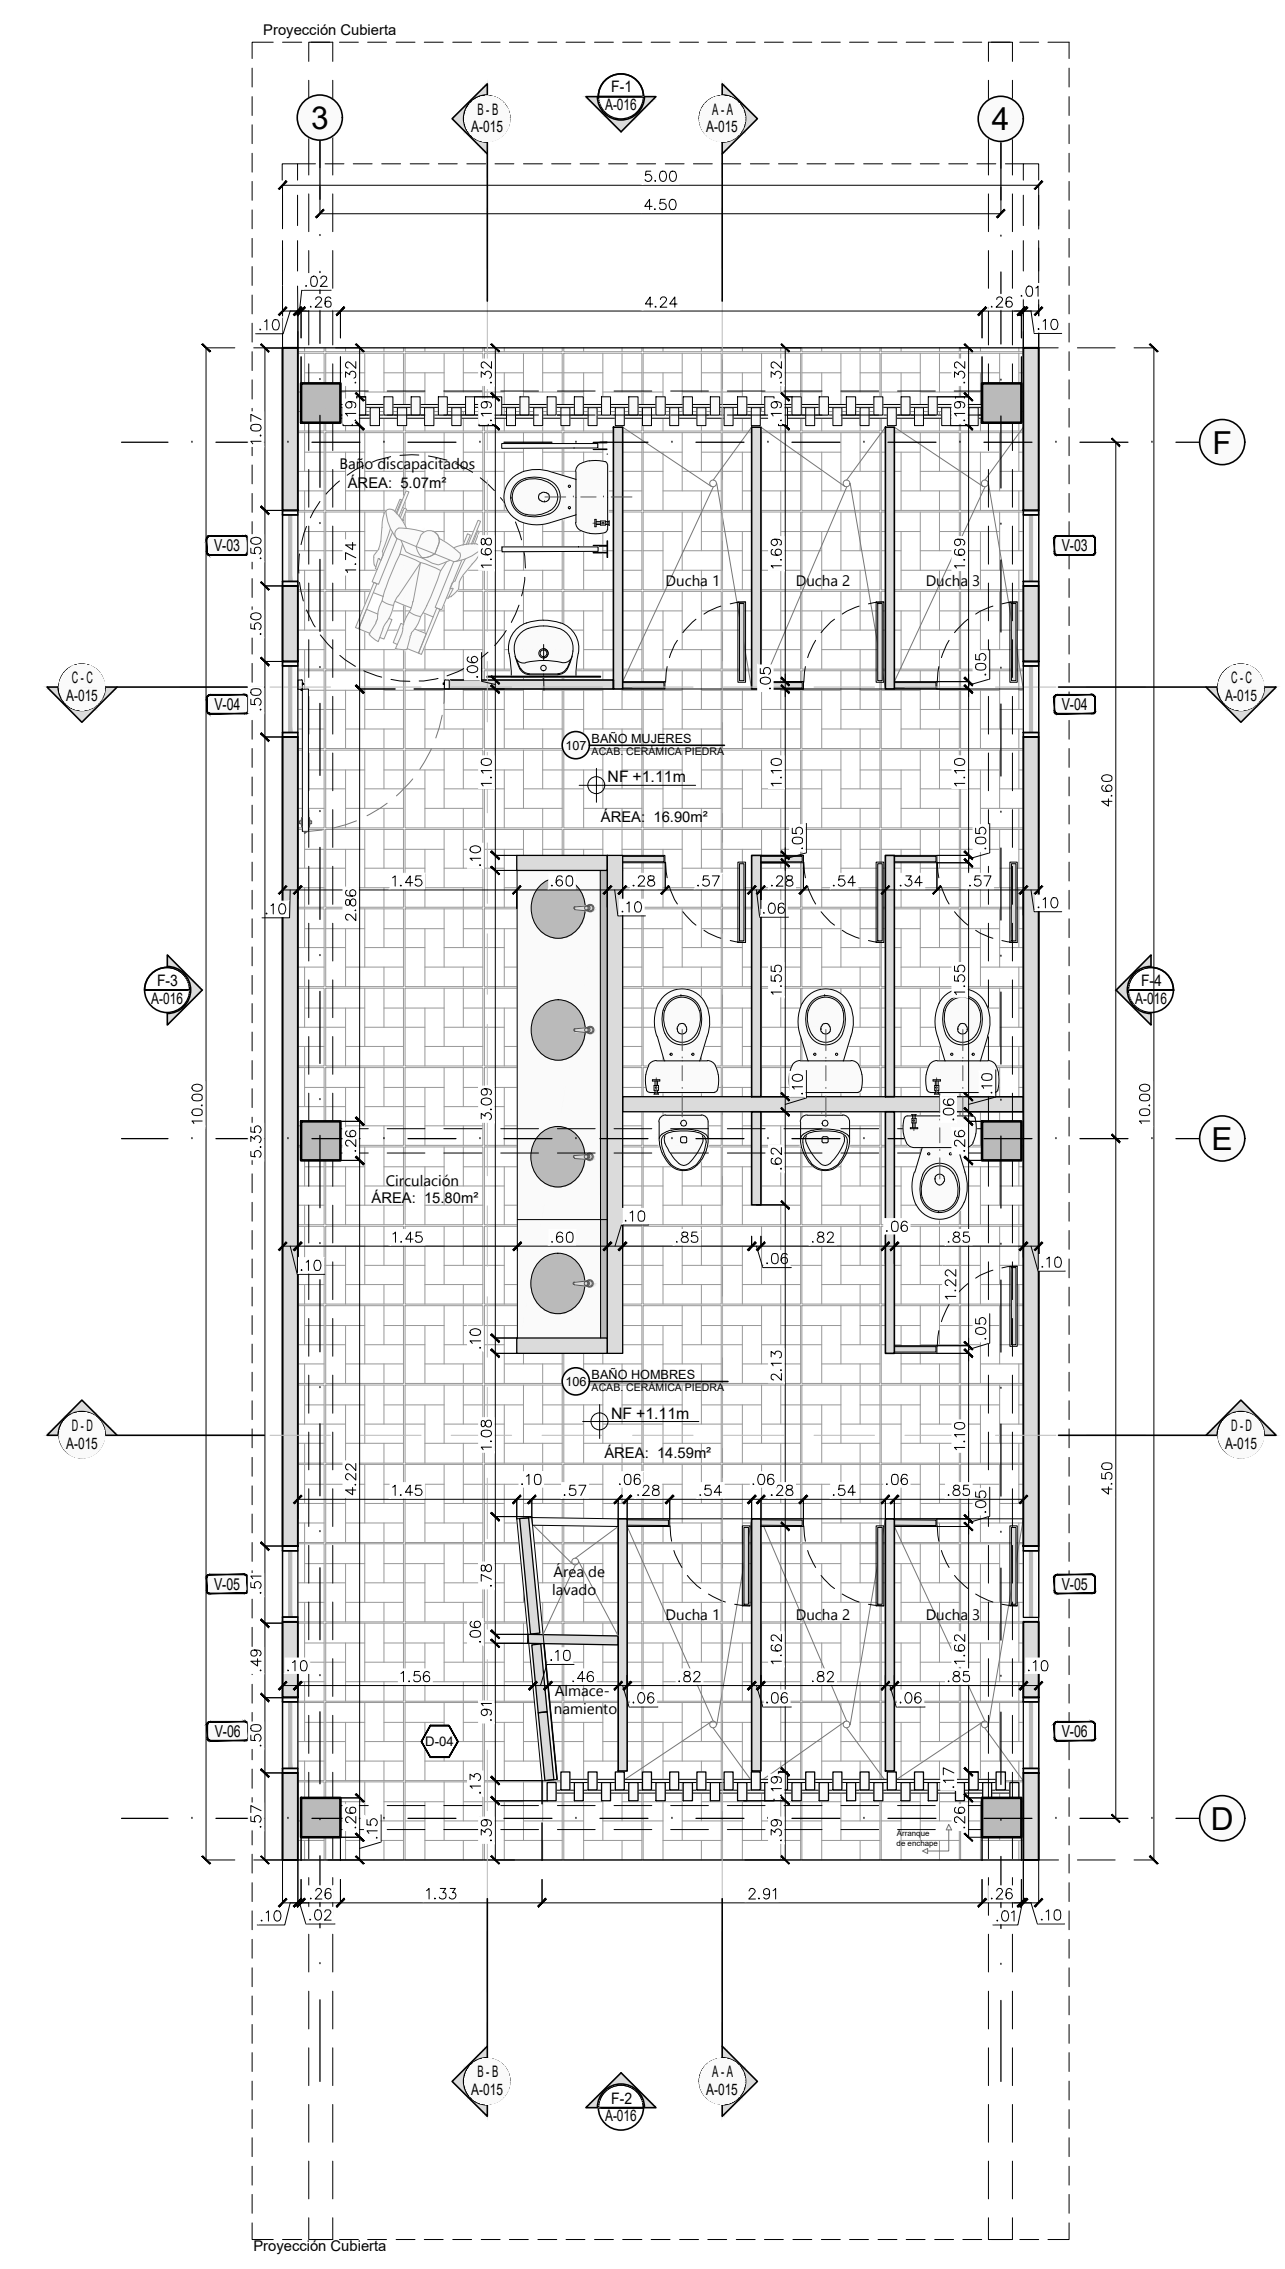 Proyección Cubierta
3
B - B
A-015
F-1
A-016
A - A
A-015
4
5.00
4.50
.02
.26
4.24
.26
.01
.10
.10
.32
.32
.32
.32
.19
.19
.19
.19
1.07
F
Baño discapacitados
ÁREA: 5.07m²
V-03
.50
1.74
1.68
1.69
1.69
V-03
Ducha 1
Ducha 2
Ducha 3
.50
.06
.05
.05
C - C
A-015
V-04
.50
V-04
C - C
A-015
107
BAÑO MUJERES
ACAB. CERÁMICA PIEDRA
NF +1.11m
1.10
1.10
1.10
4.60
ÁREA: 16.90m²
.10
.05
.05
1.45
.60
.28
.57
.28
.54
.34
.57
.10
2.86
.10
.06
.10
F-3
A-016
1.55
1.55
F-4
A-016
10.00
3.09
.10
.10
.06
10.00
5.35
.26
.62
.26
E
Circulación
ÁREA: 15.80m²
.10
1.45
.60
.85
.06
.82
.06
.85
.10
.10
1.22
.10
.05
2.13
106
BAÑO HOMBRES
ACAB. CERÁMICA PIEDRA
NF +1.11m
D - D
A-015
1.08
1.10
D - D
A-015
ÁREA: 14.59m²
4.22
4.50
1.45
.10
.57
.06
.28
.54
.06
.28
.54
.06
.85
.05
V-05
.51
.78
Área de
lavado
V-05
Ducha 1
Ducha 2
Ducha 3
.06
1.62
1.62
.49
.10
1.56
.10
.46
.82
.82
.85
.10
Almace-
namiento
.06
.06
.06
V-06
.50
D-04
.91
V-06
.13
.19
.17
.57
.26
.15
.39
.39
.26
D
Arranque
de enchape
.26
1.33
2.91
.26
.10
.02
.01
.10
B - B
A-015
F-2
A-016
A - A
A-015
Proyección Cubierta